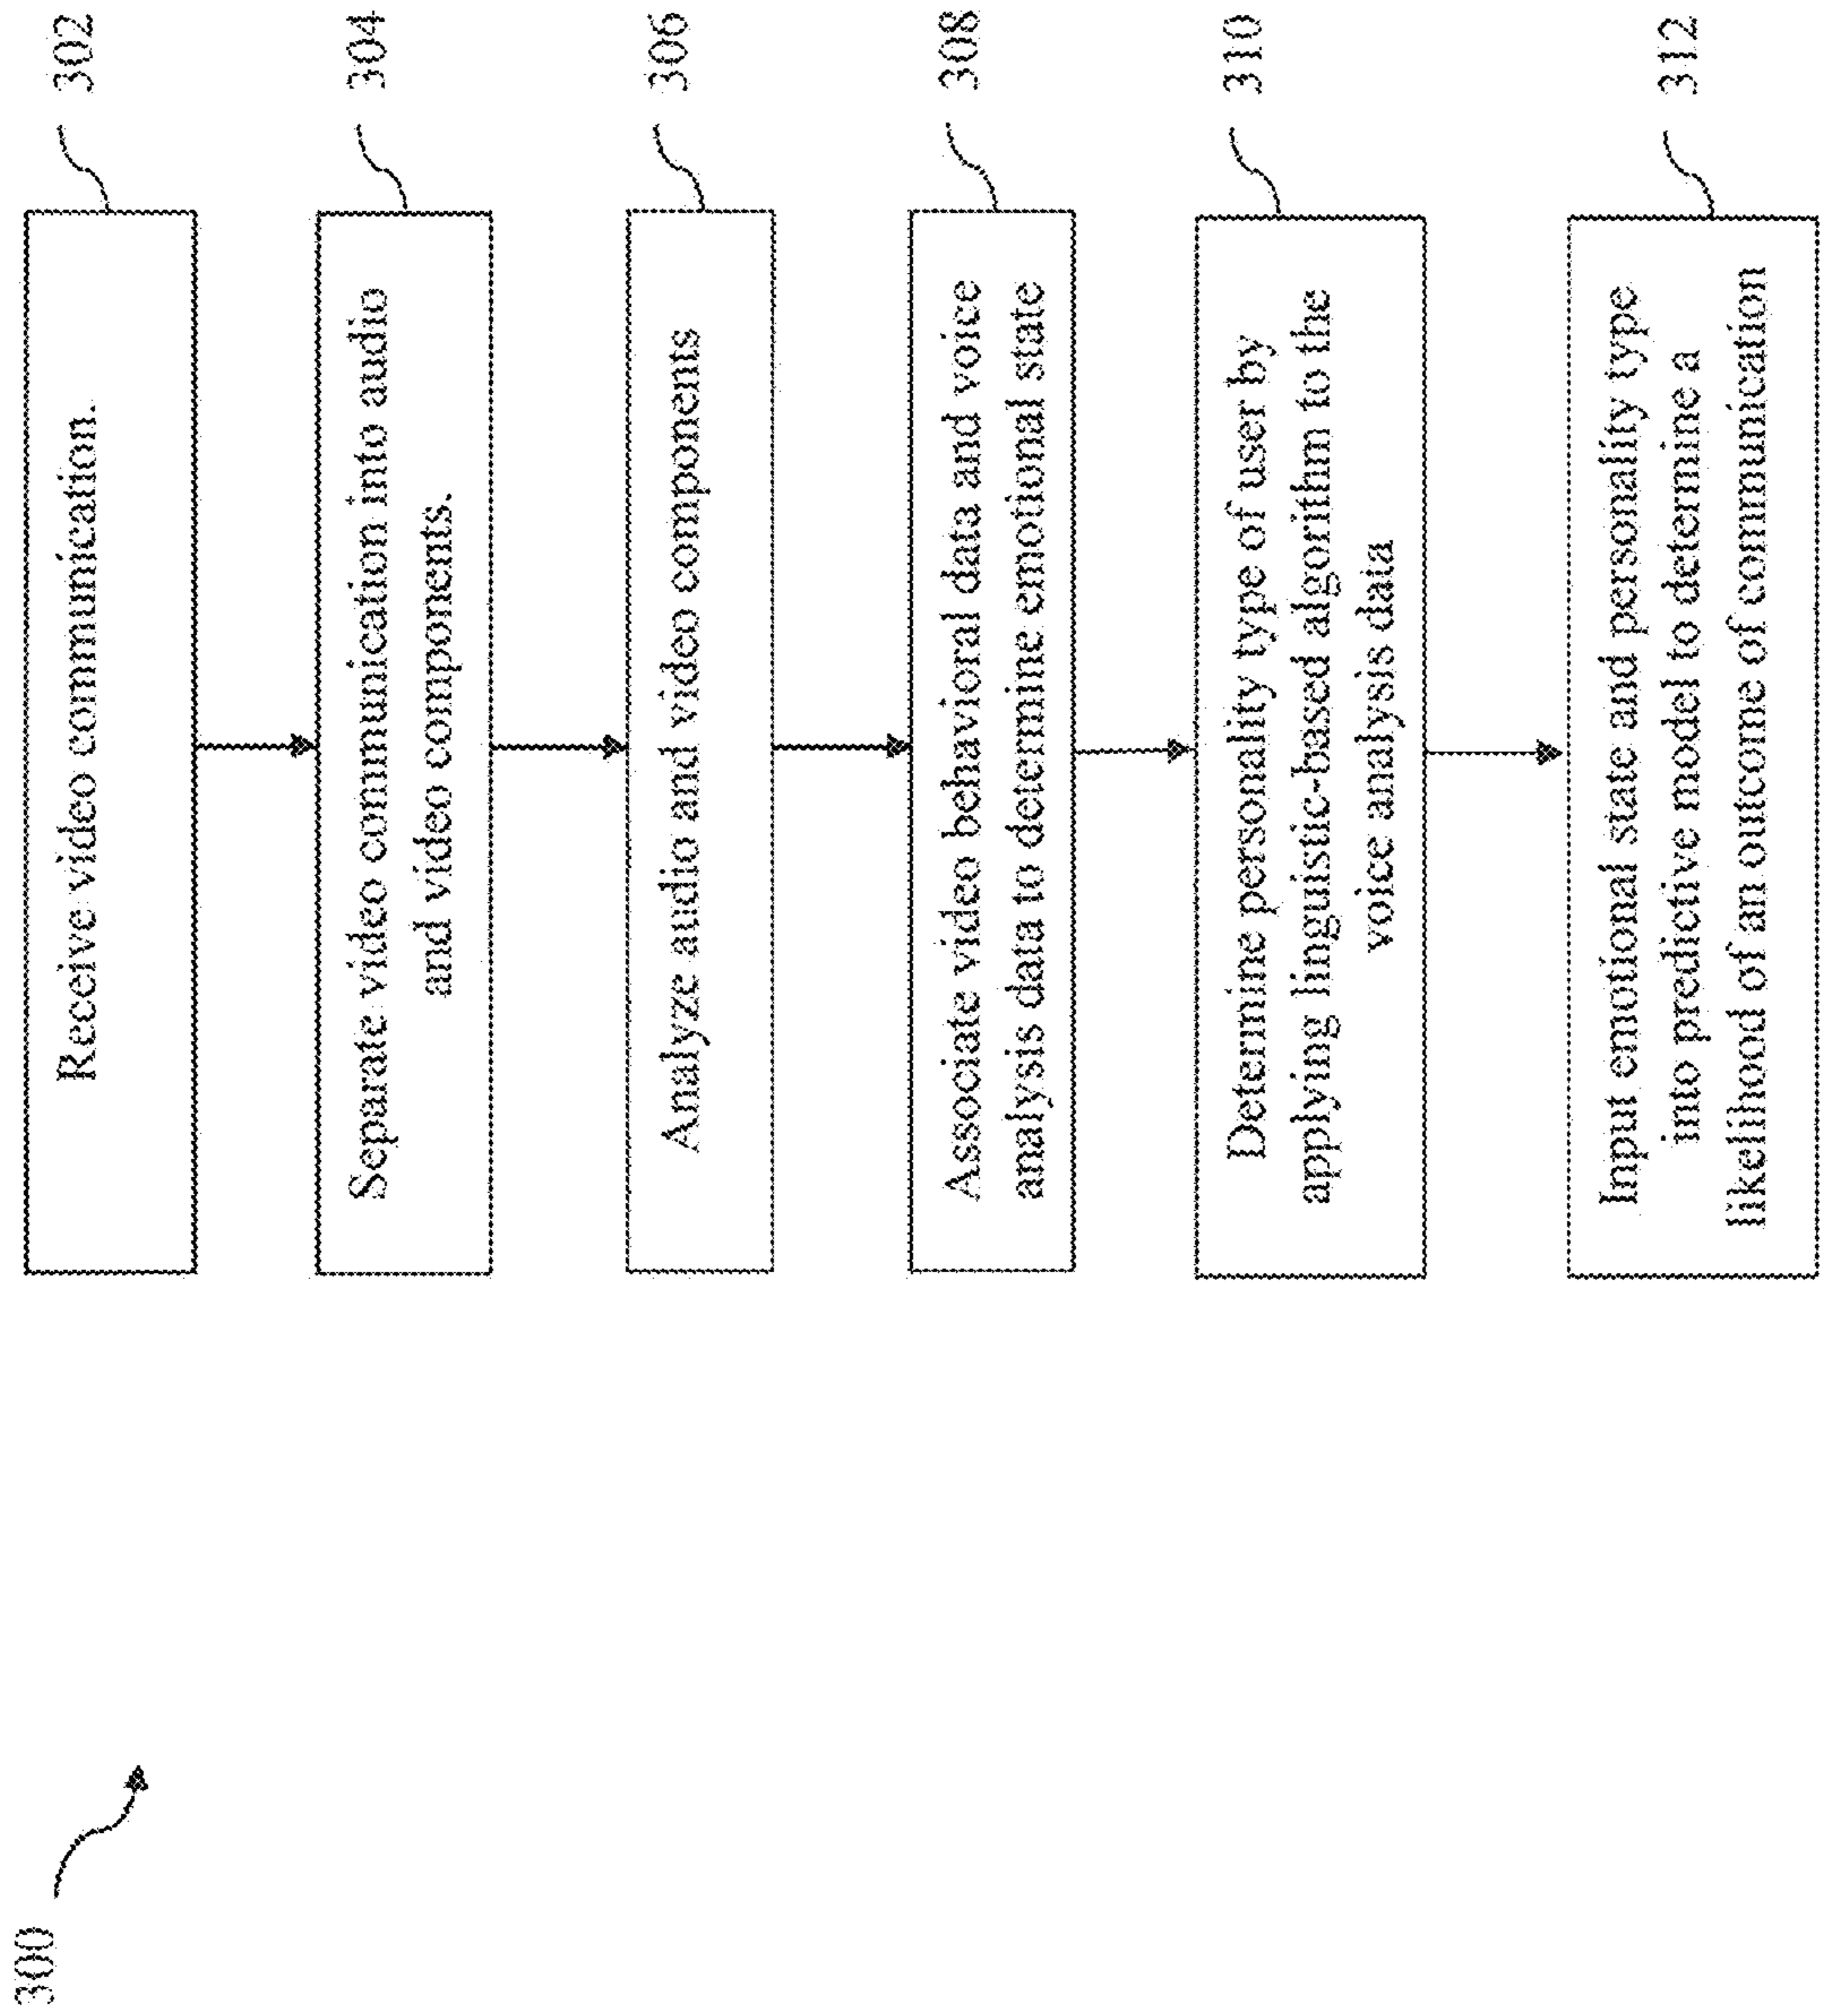 300
Receive video communication.
302
Separate video communication into audio
and video components.
304
Analyze audio and video components
306
Associate video behavioral data and voice
analysis data to determine emotional state
308
Determine personality type of user by
applying linguistic-based algorithm to the
voice analysis data
310
Input emotional state and personality type
into predictive model to determine a
likelihood of an outcome of communication
312